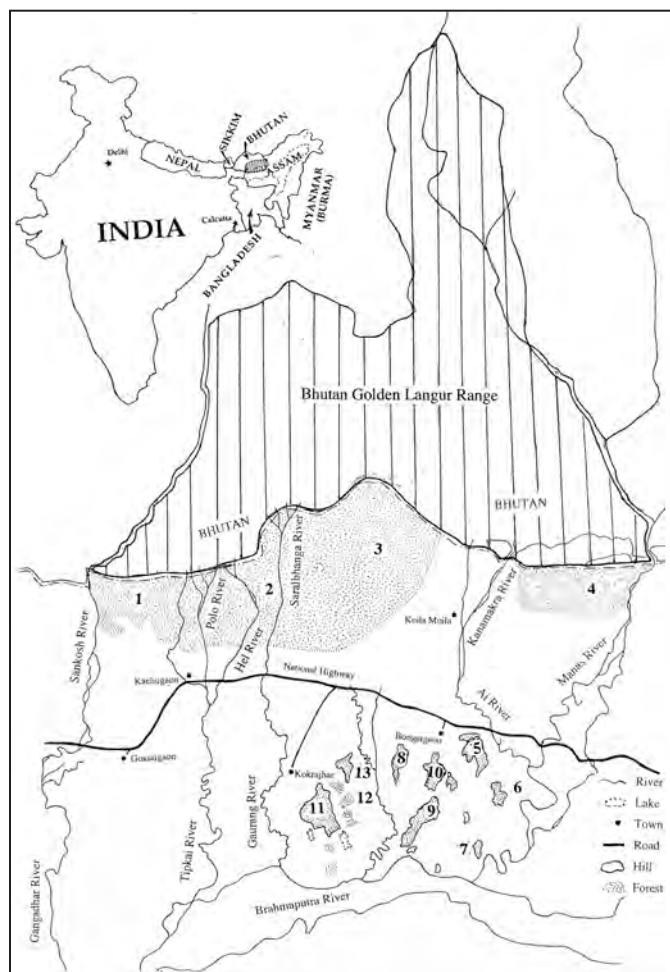 SIKKIM
BHUTAN
Delhi
NEPAL
ASSAM
MYANMAR
(BURMA)
INDIA
Calcutta
BANGLADESH
Bhutan Golden Langur Range
BHUTAN
BHUTAN
1
2
3
4
Sankosh River
Polo River
Hel River
Saralbhanga River
Koila Moila
Kanamakra River
Manas River
Kachugaon
National Highway
Ai River
Gossaigaon
Bongaigaon
Kokrajhar
13
8
10
5
6
11
12
9
7
Gangadhar River
Tipkai River
Gaurang River
Brahmaputra River
River
Lake
Town
Road
Hill
Forest